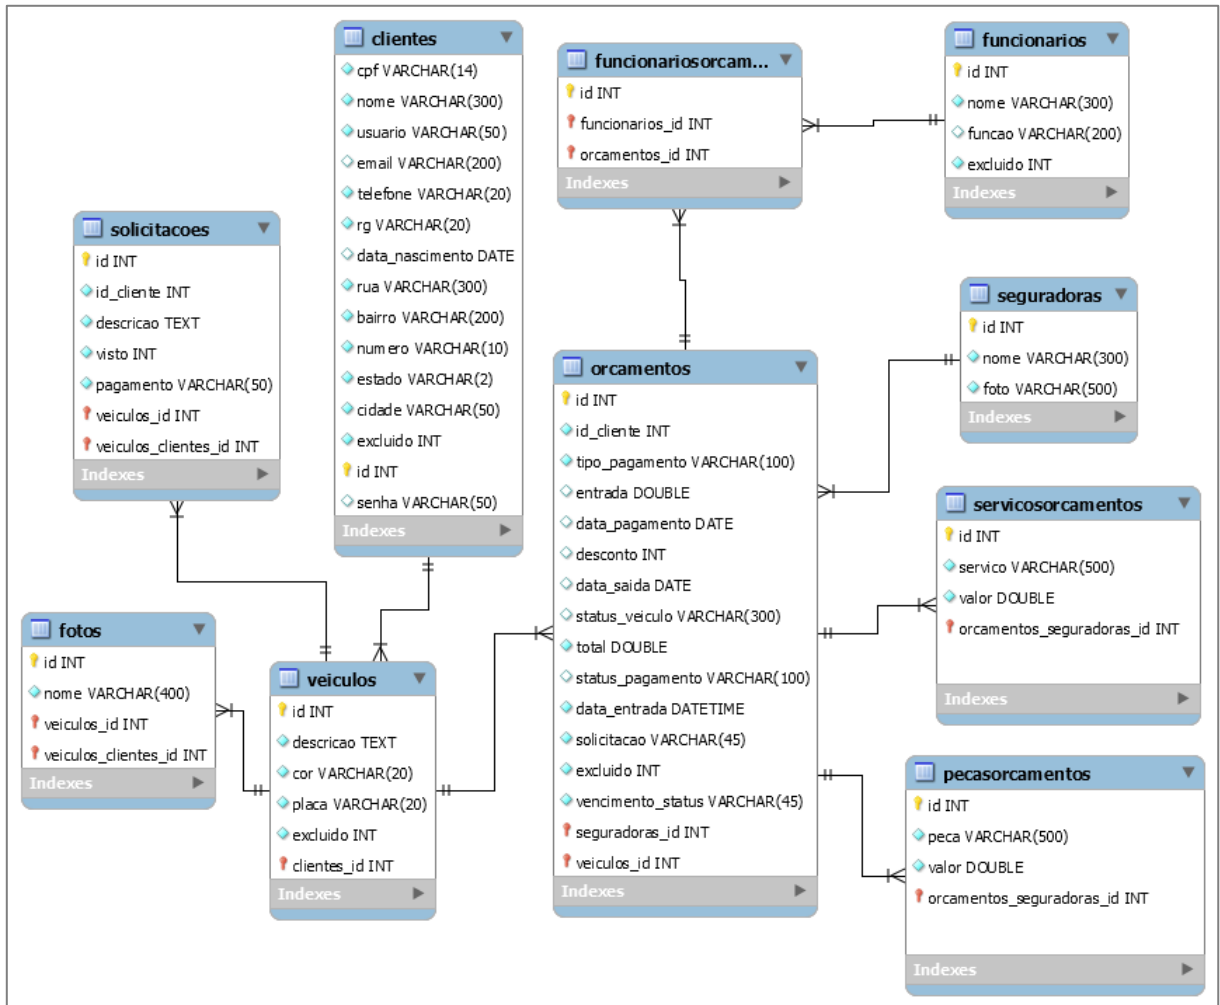 clientes
cpf VARCHAR(14)
nome VARCHAR(300)
usuario VARCHAR(50)
email VARCHAR(200)
telefone VARCHAR(20)
rg VARCHAR(20)
data_nascimento DATE
rua VARCHAR(300)
bairro VARCHAR(200)
numero VARCHAR(10)
estado VARCHAR(2)
cidade VARCHAR(50)
excluido INT
id INT
senha VARCHAR(50)
Indexes
funcionariosorcam...
id INT
funcionarios_id INT
orcamentos_id INT
Indexes
funcionarios
id INT
nome VARCHAR(300)
funcao VARCHAR(200)
excluido INT
Indexes
solicitacoes
id INT
id_cliente INT
descricao TEXT
visto INT
pagamento VARCHAR(50)
veiculos_id INT
veiculos_clientes_id INT
Indexes
seguradoras
id INT
nome VARCHAR(300)
foto VARCHAR(500)
Indexes
orcamentos
id INT
id_cliente INT
tipo_pagamento VARCHAR(100)
entrada DOUBLE
data_pagamento DATE
desconto INT
data_saida DATE
status_veiculo VARCHAR(300)
total DOUBLE
status_pagamento VARCHAR(100)
data_entrada DATETIME
solicitacao VARCHAR(45)
excluido INT
vencimento_status VARCHAR(45)
seguradoras_id INT
veiculos_id INT
Indexes
servicosorcamentos
id INT
servico VARCHAR(500)
valor DOUBLE
orcamentos_seguradoras_id INT
Indexes
fotos
id INT
nome VARCHAR(400)
veiculos_id INT
veiculos_clientes_id INT
Indexes
veiculos
id INT
descricao TEXT
cor VARCHAR(20)
placa VARCHAR(20)
excluido INT
clientes_id INT
Indexes
pecasorcamentos
id INT
peca VARCHAR(500)
valor DOUBLE
orcamentos_seguradoras_id INT
Indexes